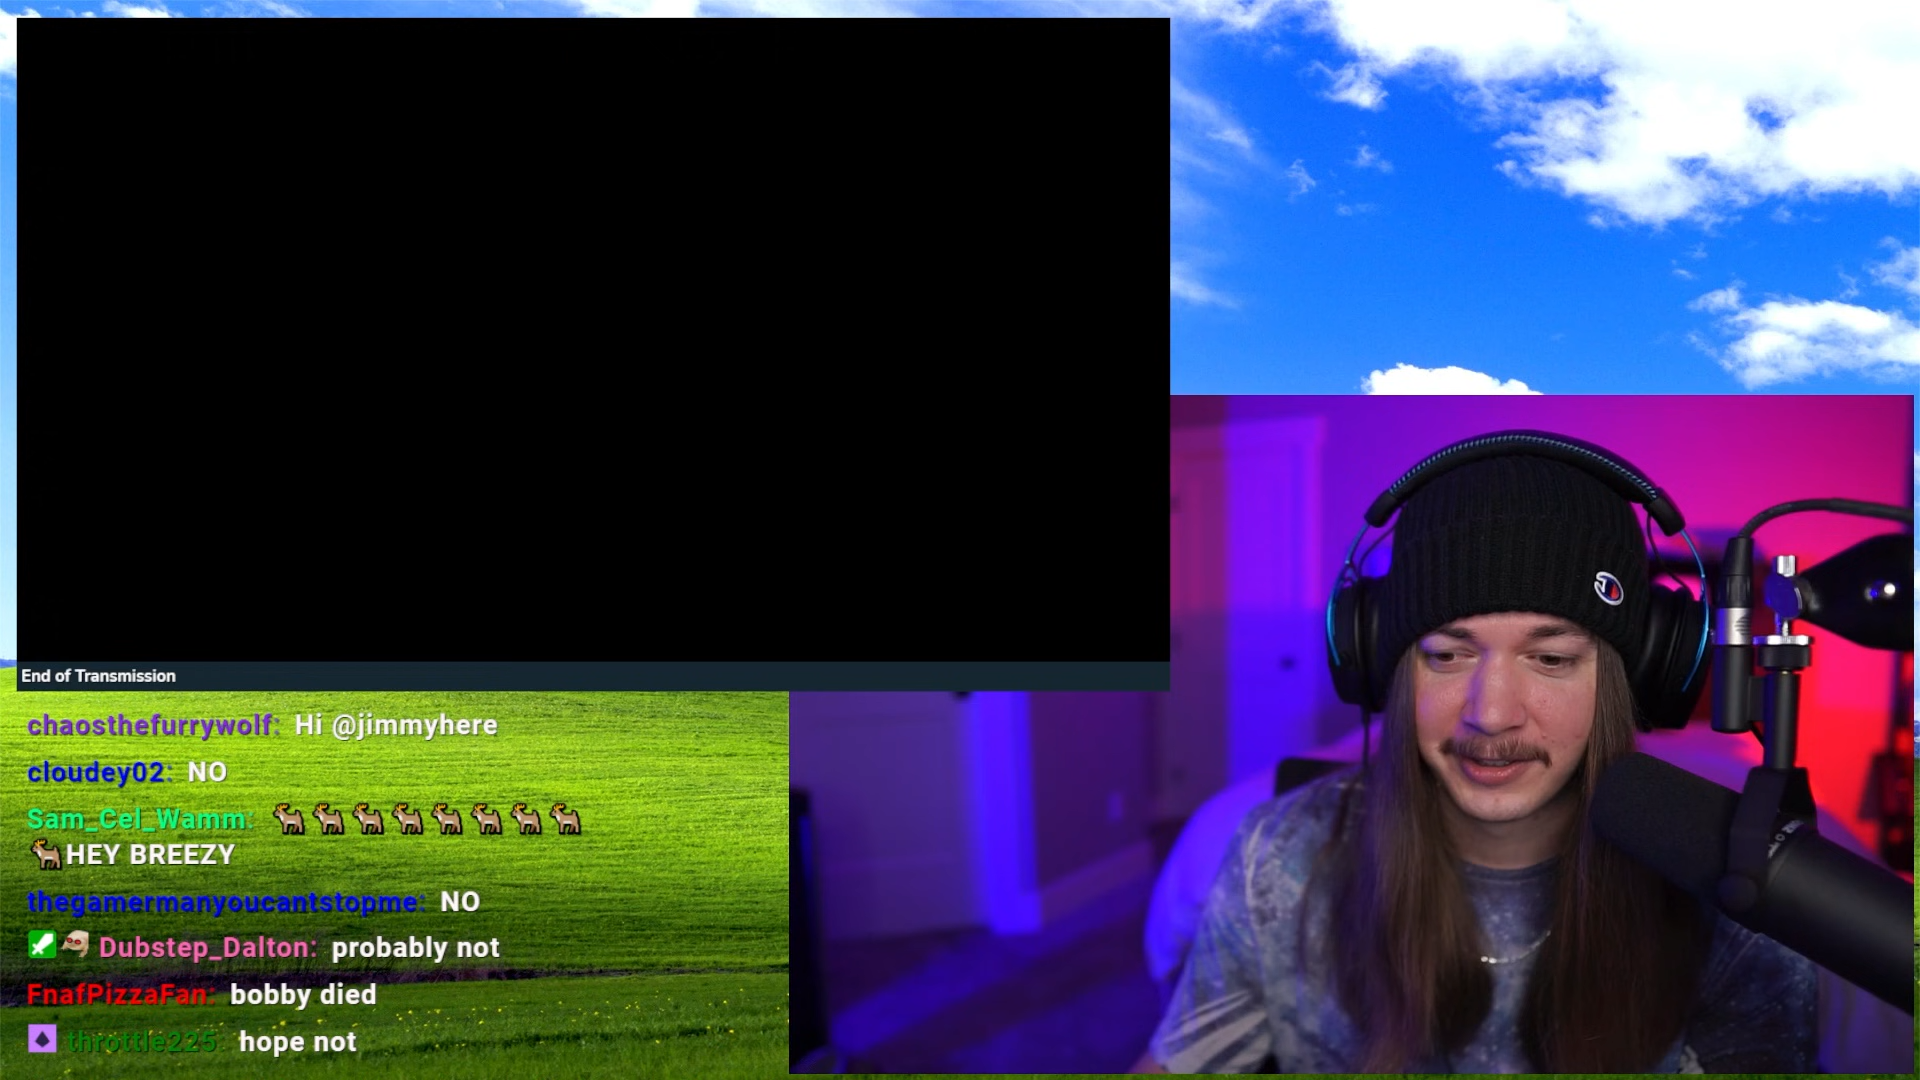 End of Transmission
chaosthefurrywolf: Hi @jimmyhere
cloudey02: NO
Sam_Cel_Wamm:
HEY BREEZY
thegamermanyoucantstopme: NO
Dubstep_Dalton: probably not
FnafPizzaFan: bobby died
throttle225: hope not